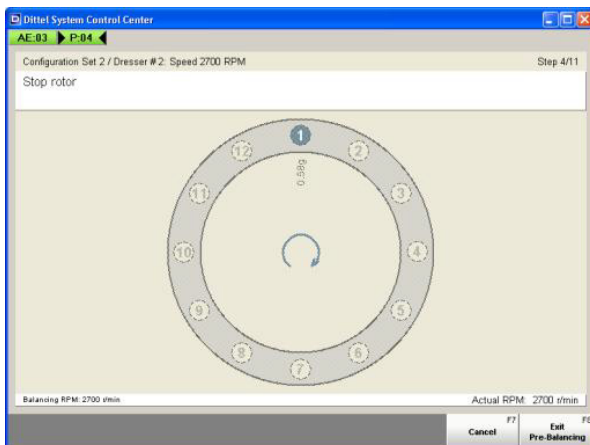 Dittel System Control Center
AE:03 P:04
Configuration Set 2 / Dresser #2: Speed 2700 RPM Step 4/11
Stop rotor
1
2
3
4
5
6
7
8
9
10
11
12
0.58g
Balancing RPM: 2700 r/min Actual RPM: 2700 r/min
F7 F8
Cancel Exit
Pre-Balancing